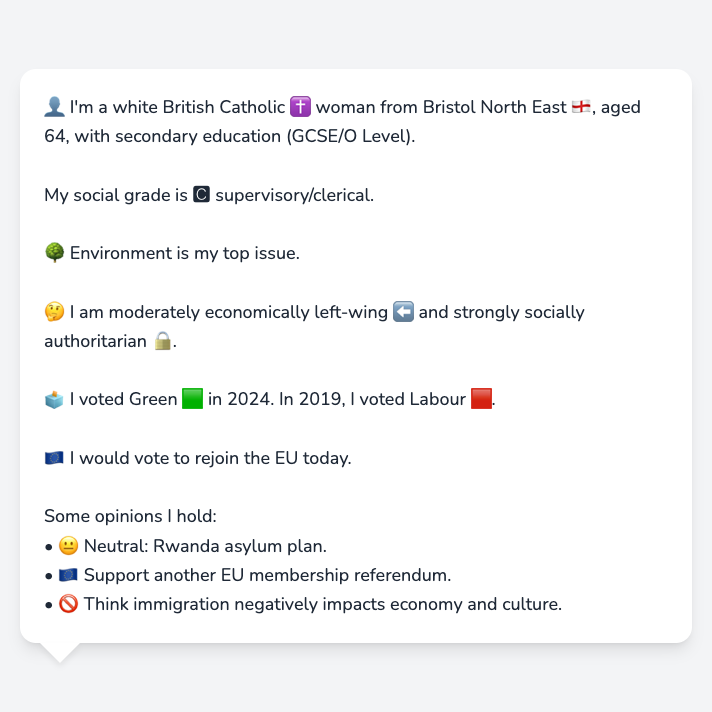 👤 I'm a white British Catholic ✝️ woman from Bristol North East 🏴󠁧󠁢󠁥󠁮󠁧󠁿, aged
64, with secondary education (GCSE/O Level).
My social grade is 🅲 supervisory/clerical.
🌳 Environment is my top issue.
🤔 I am moderately economically left-wing ⬅️ and strongly socially
authoritarian 🔒.
🗳️ I voted Green 🟩 in 2024. In 2019, I voted Labour 🟥.
🇪🇺 I would vote to rejoin the EU today.
Some opinions I hold:
• 😐 Neutral: Rwanda asylum plan.
• 🇪🇺 Support another EU membership referendum.
• 🚫 Think immigration negatively impacts economy and culture.